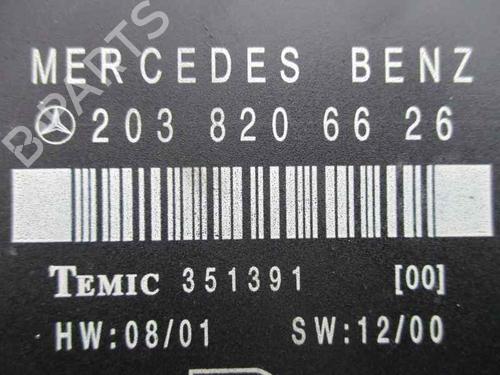 MERCEDES BENZ
203 820 66 26
TEMIC 351391 [00]
HW:08/01 SW:12/00
B PARTS